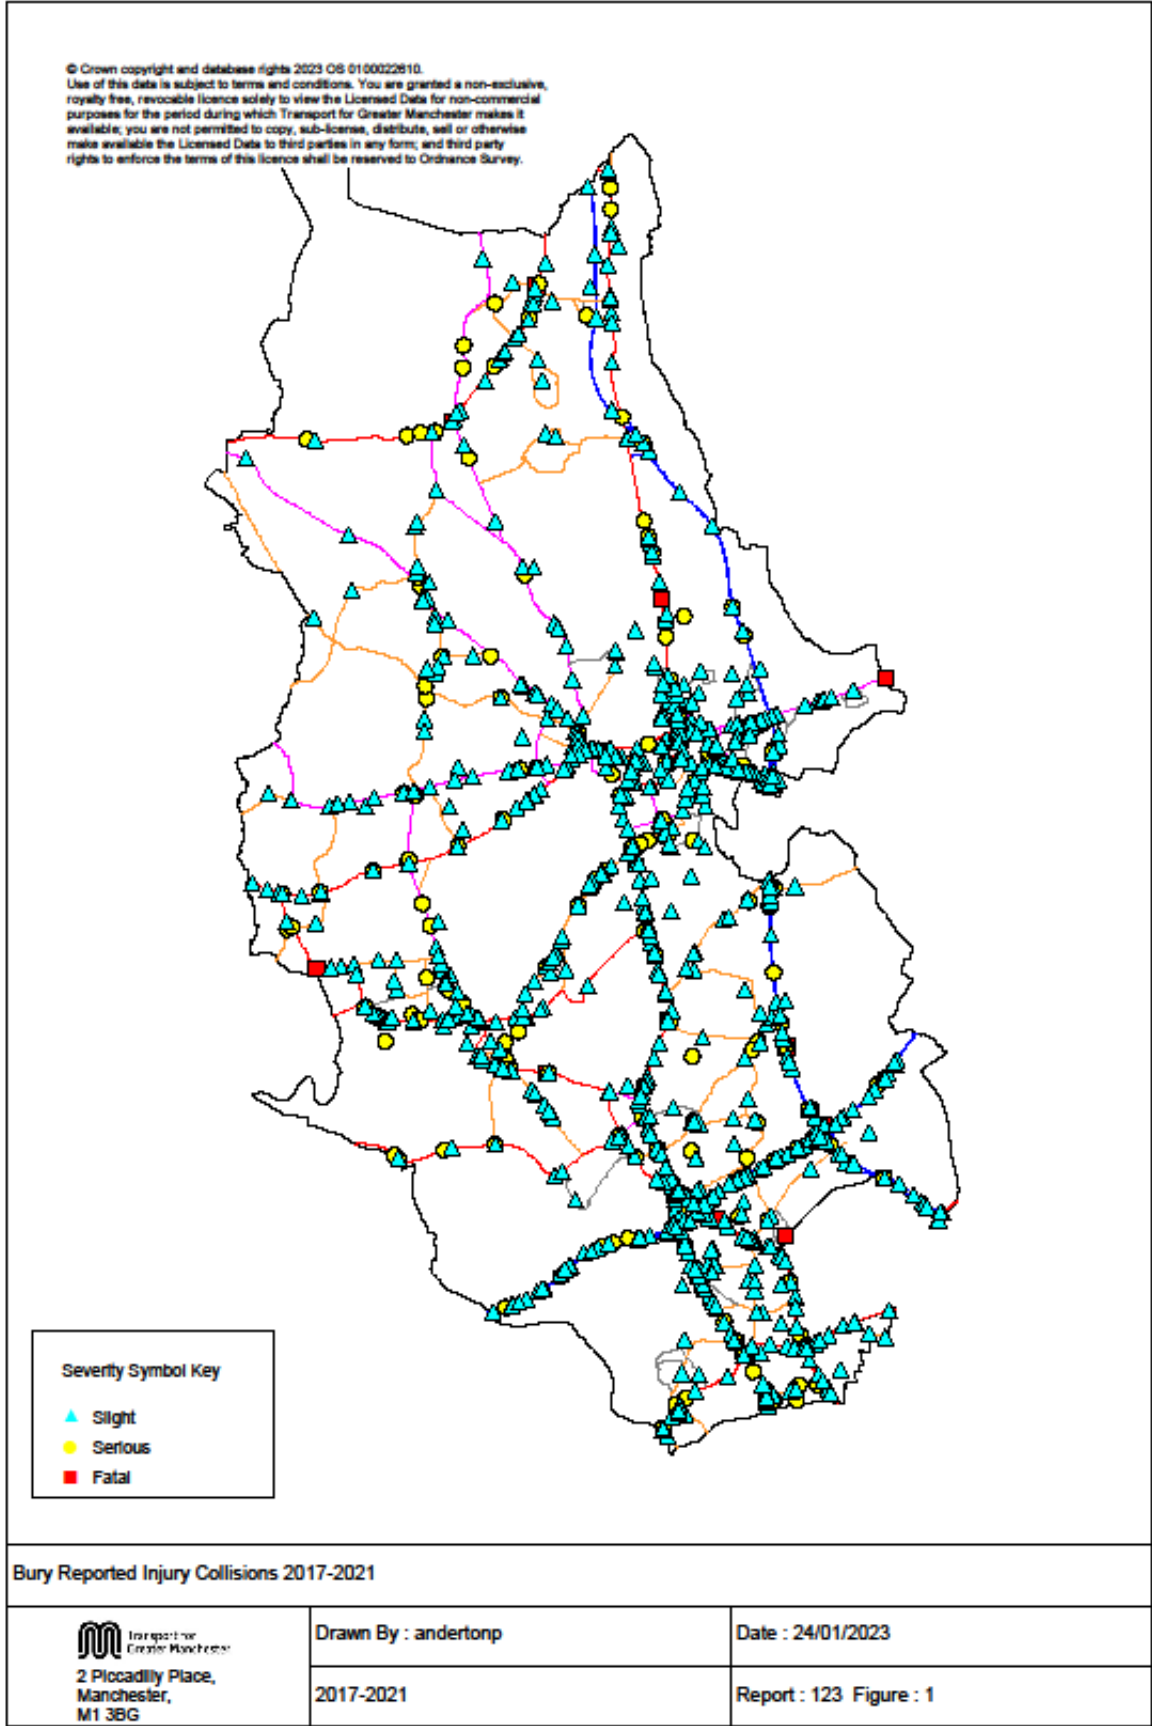 © Crown copyright and database rights 2023 OS 0100022610.
Use of this data is subject to terms and conditions. You are granted a non-exclusive,
royalty free, revocable licence solely to view the Licensed Data for non-commercial
purposes for the period during which Transport for Greater Manchester makes it
available; you are not permitted to copy, sub-license, distribute, sell or otherwise
make available the Licensed Data to third parties in any form; and third party
rights to enforce the terms of this licence shall be reserved to Ordnance Survey.
Severity Symbol Key
Slight
Serious
Fatal
Bury Reported Injury Collisions 2017-2021
Transport for
Greater Manchester
2 Piccadilly Place,
Manchester,
M1 3BG
Drawn By : andertonp
Date : 24/01/2023
2017-2021
Report : 123 Figure : 1